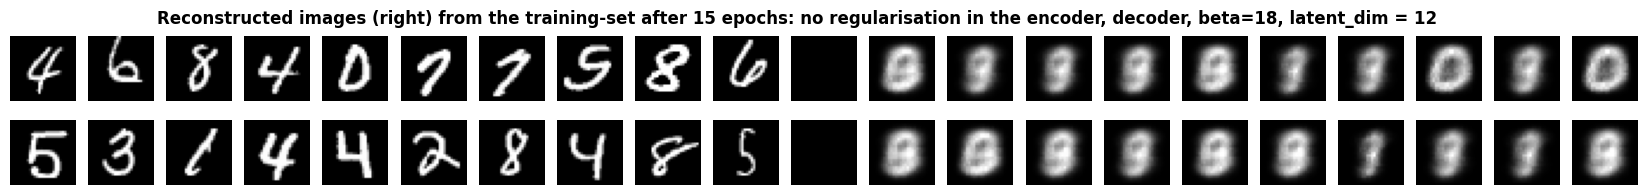 Reconstructed images (right) from the training-set after 15 epochs: no regularisation in the encoder, decoder, beta=18, latent_dim = 12
4 6 8 4 0 7 7 5 8 6
5 3 1 4 4 2 8 4 8 5